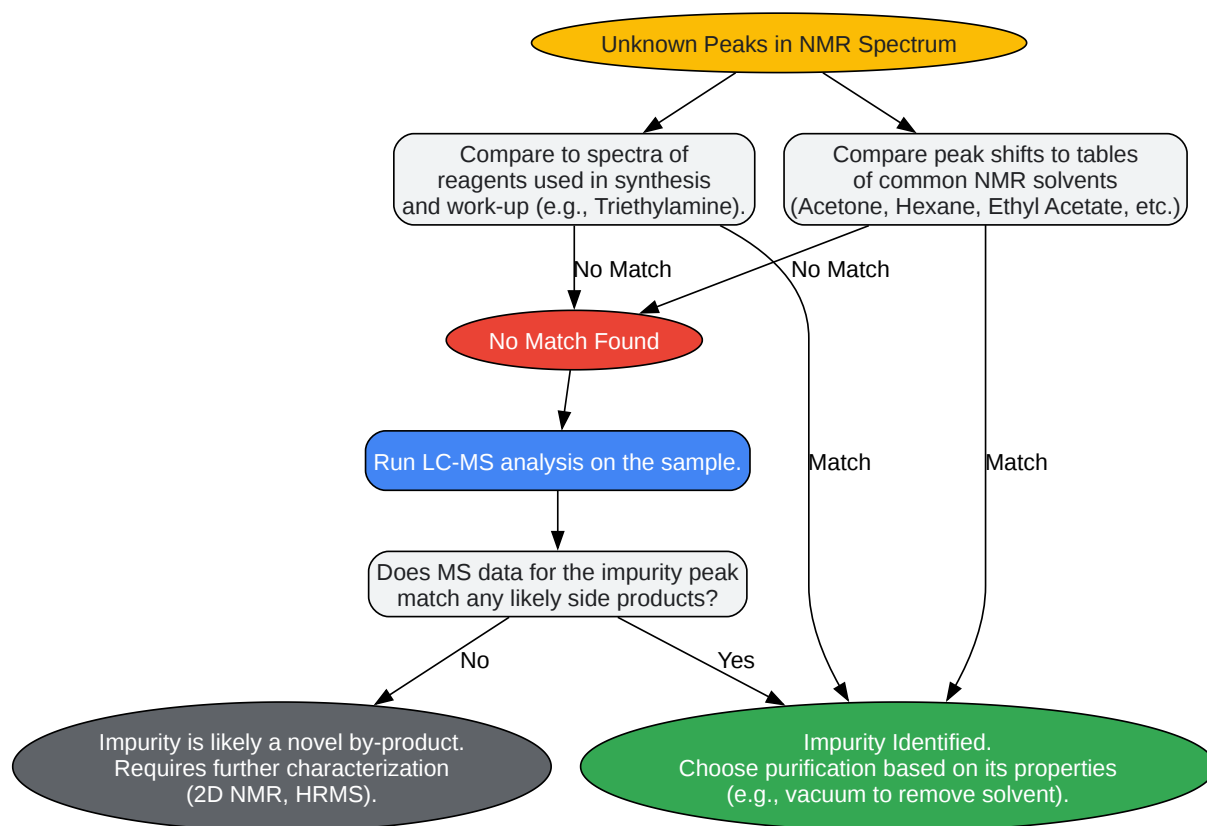 Unknown Peaks in NMR Spectrum
Compare to spectra of
reagents used in synthesis
and work-up (e.g., Triethylamine).
Compare peak shifts to tables
of common NMR solvents
(Acetone, Hexane, Ethyl Acetate, etc.)
No Match
No Match
No Match Found
Match
Match
Run LC-MS analysis on the sample.
Does MS data for the impurity peak
match any likely side products?
No
Yes
Impurity is likely a novel by-product.
Requires further characterization
(2D NMR, HRMS).
Impurity Identified.
Choose purification based on its properties
(e.g., vacuum to remove solvent).